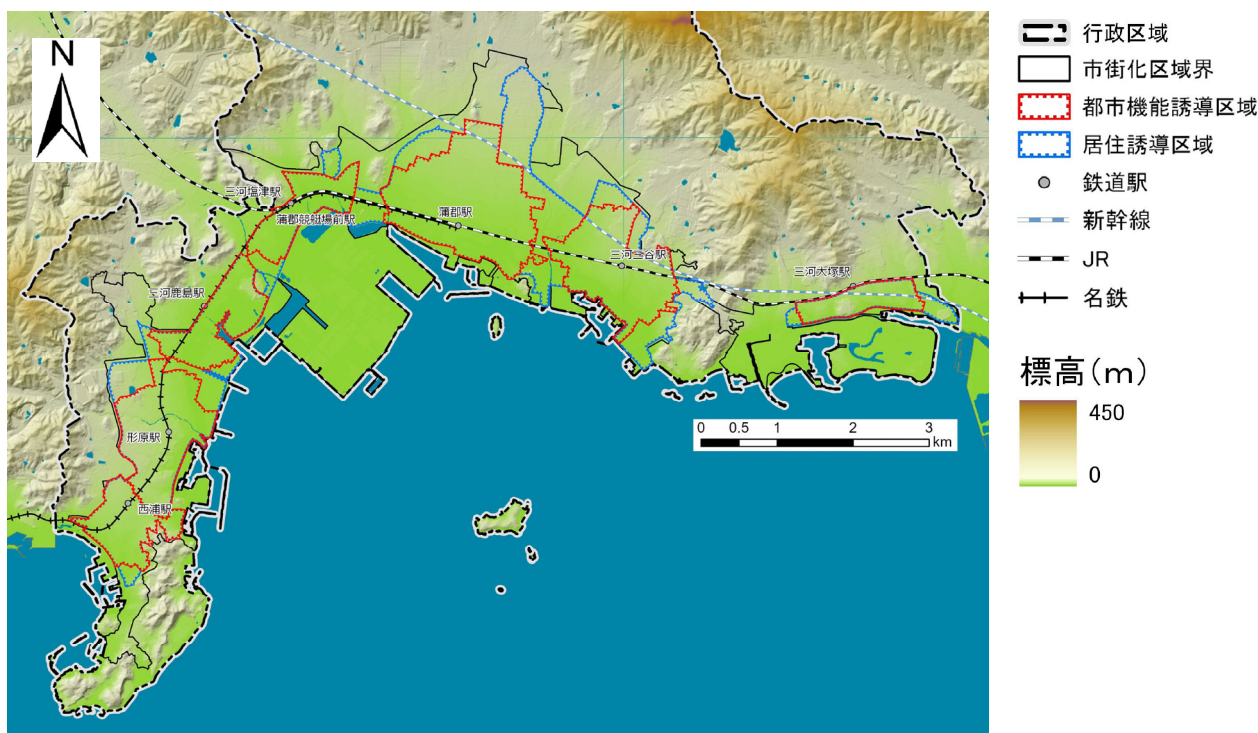 N
三河塩津駅
蒲郡競艇場前駅
蒲郡駅
三河三谷駅
三河大塚駅
三河鹿島駅
形原駅
西浦駅
0 0.5 1 2 3
km
行政区域
市街化区域界
都市機能誘導区域
居住誘導区域
鉄道駅
新幹線
JR
名鉄
標高(m)
450
0